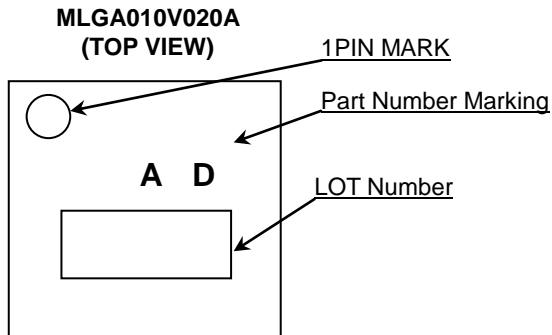 MLGA010V020A
(TOP VIEW)
1PIN MARK
Part Number Marking
A D
LOT Number